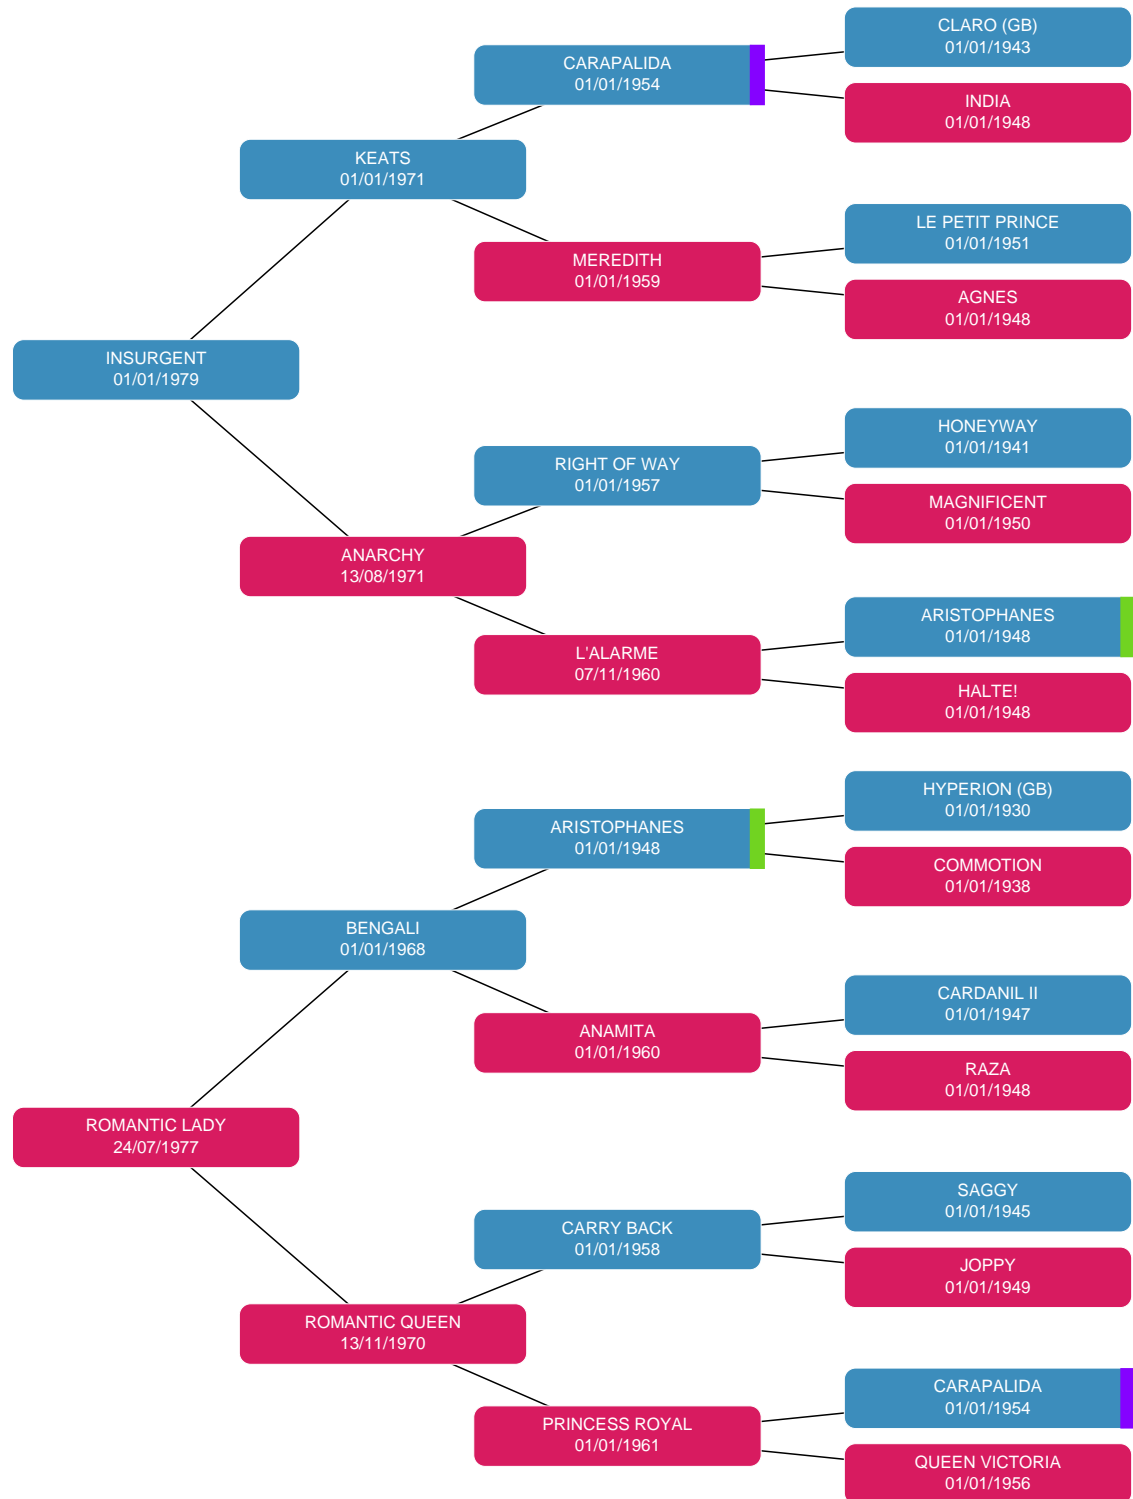 CLARO (GB)
01/01/1943
CARAPALIDA
01/01/1954
INDIA
01/01/1948
KEATS
01/01/1971
LE PETIT PRINCE
01/01/1951
MEREDITH
01/01/1959
AGNES
01/01/1948
INSURGENT
01/01/1979
HONEYWAY
01/01/1941
RIGHT OF WAY
01/01/1957
MAGNIFICENT
01/01/1950
ANARCHY
13/08/1971
ARISTOPHANES
01/01/1948
L'ALARME
07/11/1960
HALTE!
01/01/1948
HYPERION (GB)
01/01/1930
ARISTOPHANES
01/01/1948
COMMOTION
01/01/1938
BENGALI
01/01/1968
CARDANIL II
01/01/1947
ANAMITA
01/01/1960
RAZA
01/01/1948
ROMANTIC LADY
24/07/1977
SAGGY
01/01/1945
CARRY BACK
01/01/1958
JOPPY
01/01/1949
ROMANTIC QUEEN
13/11/1970
CARAPALIDA
01/01/1954
PRINCESS ROYAL
01/01/1961
QUEEN VICTORIA
01/01/1956